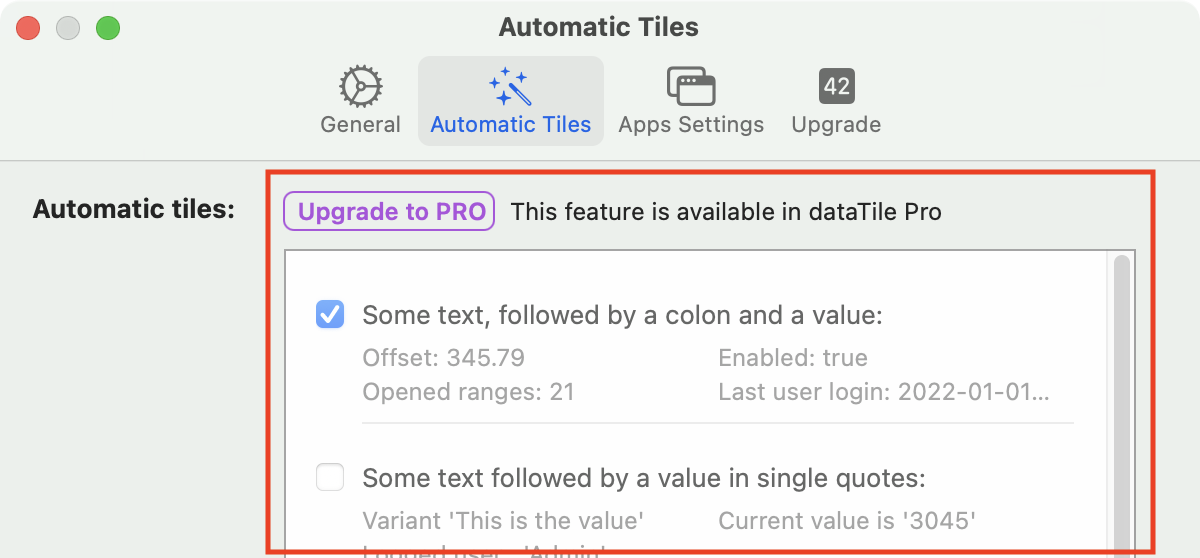 Automatic Tiles
General
Automatic Tiles
Apps Settings
42
Upgrade
Automatic tiles:
Upgrade to PRO
This feature is available in dataTile Pro
Some text, followed by a colon and a value:
Offset: 345.79
Enabled: true
Opened ranges: 21
Last user login: 2022-01-01...
Some text followed by a value in single quotes:
Variant 'This is the value'
Current value is '3045'
Logged user 'Admin'